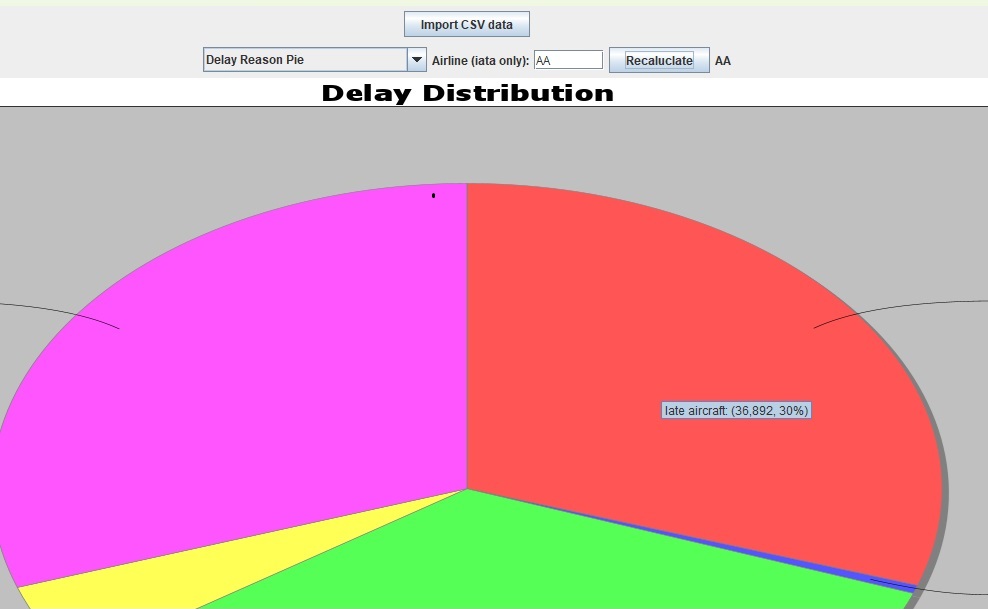 Import CSV data
Delay Reason Pie Airline (iata only): AA Recaluclate AA
Delay Distribution
late aircraft: (36,892, 30%)